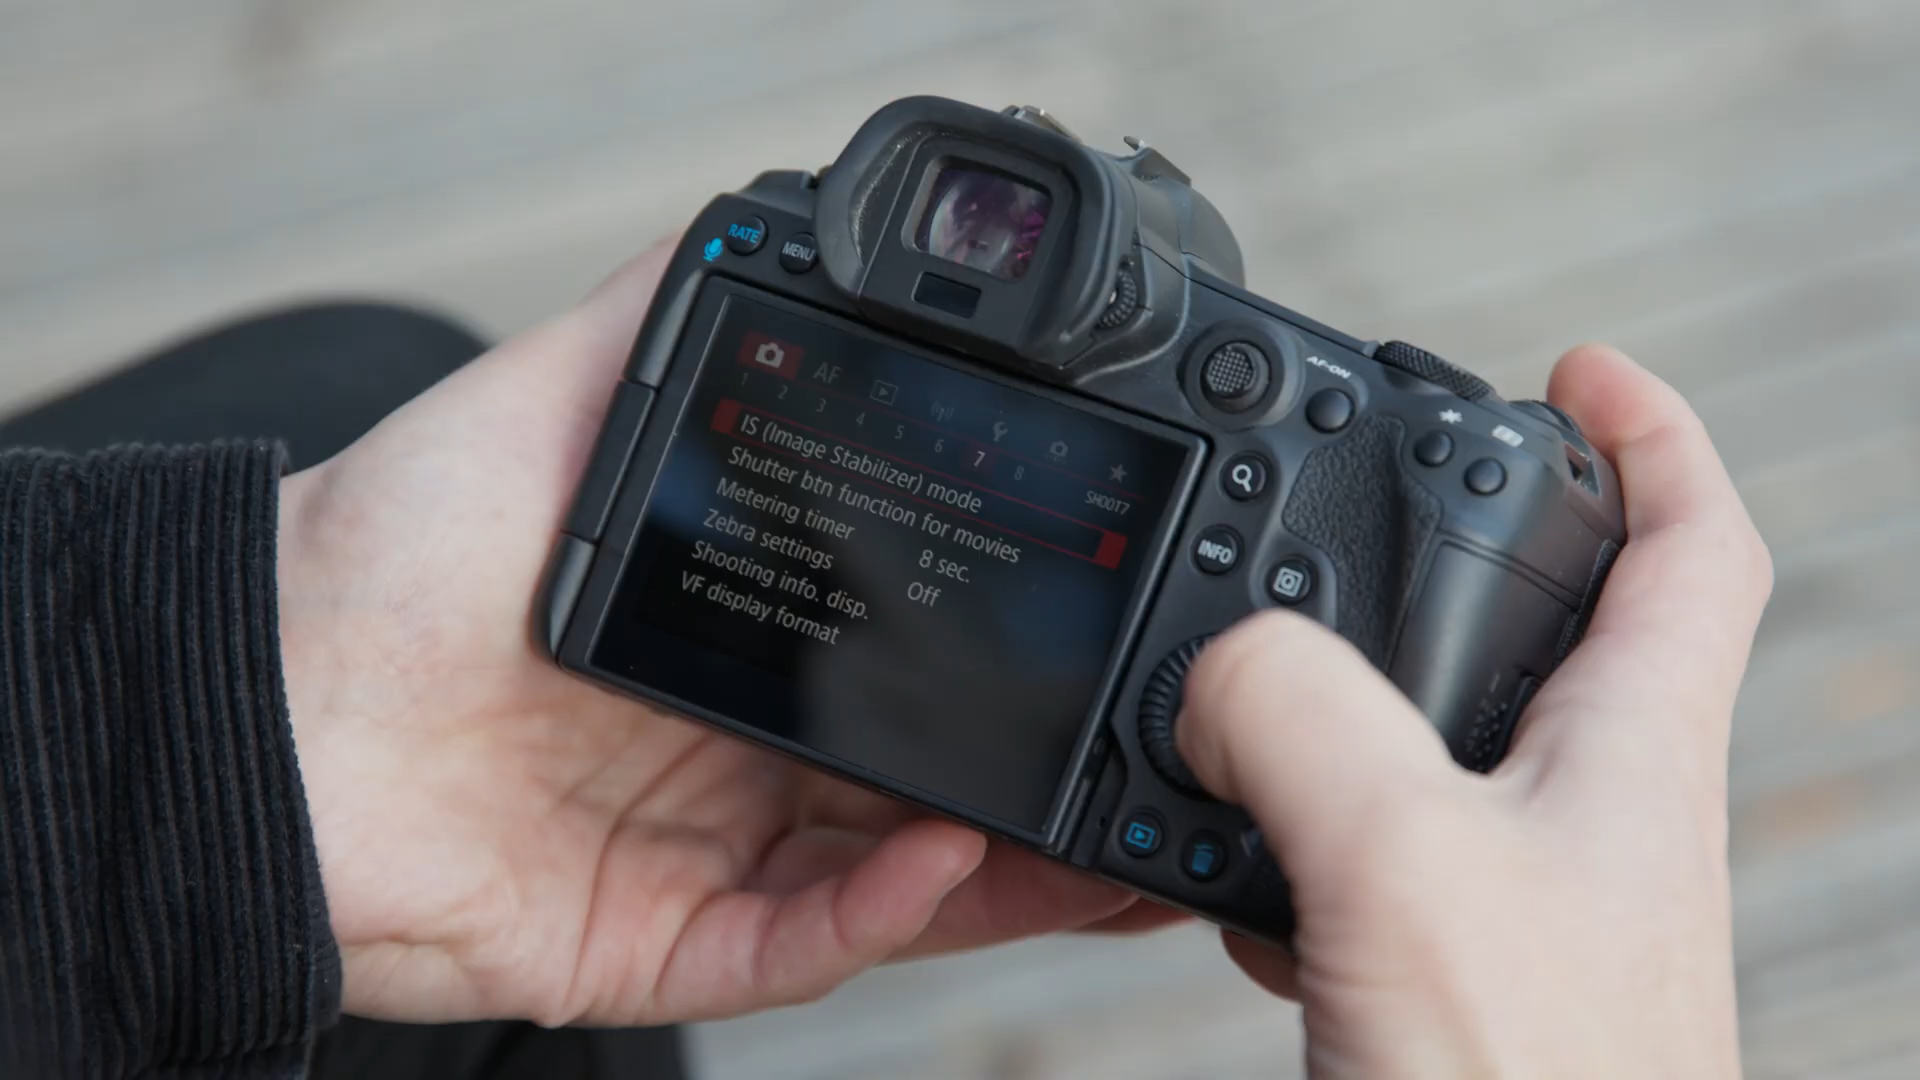 RATE
MENU
AF
1 2 3 4 5 6 7 8
SHOOT7
IS (Image Stabilizer) mode
Shutter btn function for movies
Metering timer 8 sec.
Zebra settings Off
Shooting info. disp.
VF display format
AF-ON
INFO